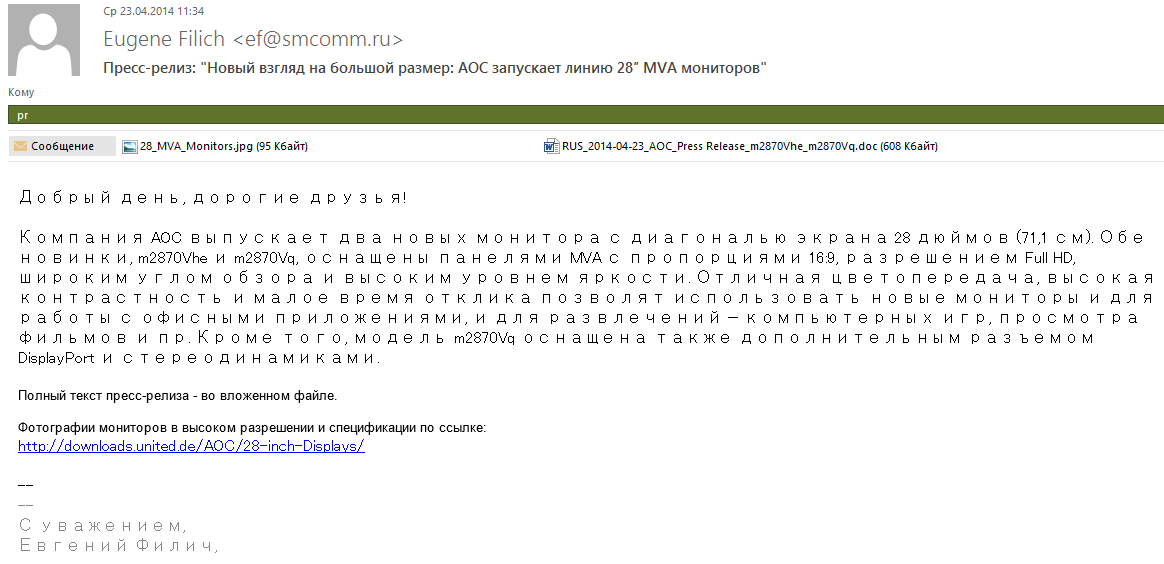 Ср 23.04.2014 11:34
Eugene Filich <ef@smcomm.ru>
Пресс-релиз: "Новый взгляд на большой размер: AOC запускает линию 28” MVA мониторов"
Кому
pr
Сообщение 28_MVA_Monitors.jpg (95 Кбайт) RUS_2014-04-23_AOC_Press Release_m2870Vhe_m2870Vq.doc (608 Кбайт)
Добрый день, дорогие друзья!
Компания AOC выпускает два новых монитора с диагональю экрана 28 дюймов (71,1 см). Обе
новинки, m2870Vhe и m2870Vq, оснащены панелями MVA с пропорциями 16:9, разрешением Full HD,
широким углом обзора и высоким уровнем яркости. Отличная цветопередача, высокая
контрастность и малое время отклика позволят использовать новые мониторы и для
работы с офисными приложениями, и для развлечений – компьютерных игр, просмотра
фильмов и пр. Кроме того, модель m2870Vq оснащена также дополнительным разъемом
DisplayPort и стереодинамиками.
Полный текст пресс-релиза - во вложенном файле.
Фотографии мониторов в высоком разрешении и спецификации по ссылке:
http://downloads.united.de/AOC/28-inch-Displays/
--
--
С уважением,
Евгений Филич,